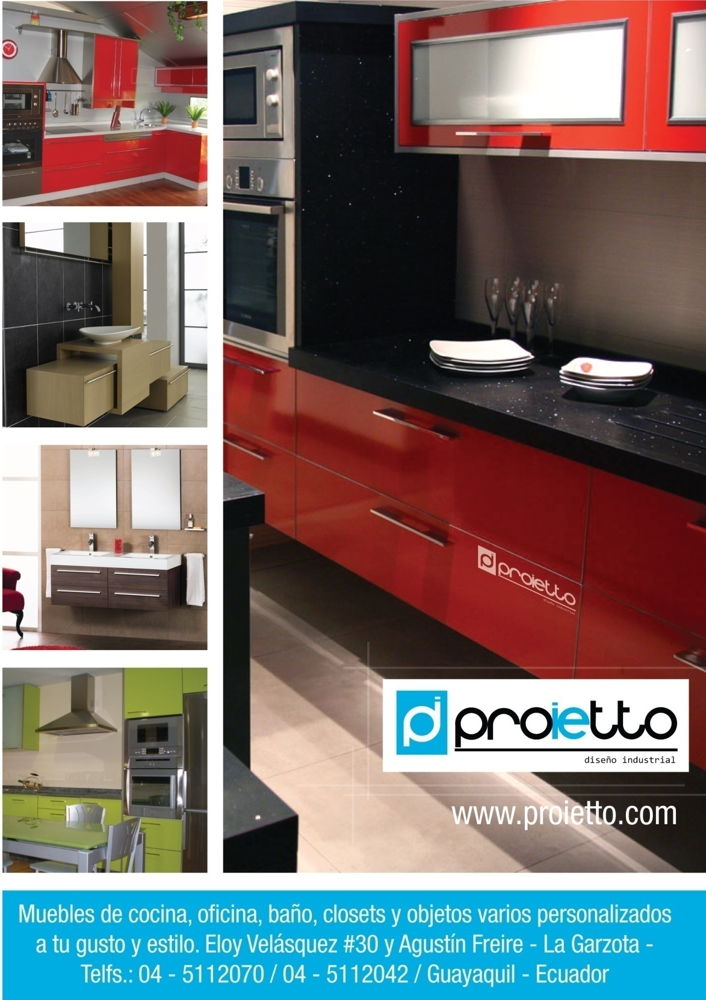 proietto
diseño industrial
pi proietto
diseño industrial
www.proietto.com
Muebles de cocina, oficina, baño, closets y objetos varios personalizados
a tu gusto y estilo. Eloy Velásquez #30 y Agustín Freire - La Garzota -
Telfs.: 04 - 5112070 / 04 - 5112042 / Guayaquil - Ecuador